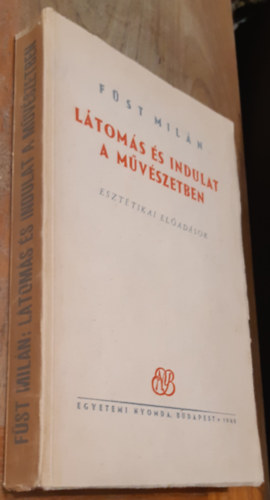 FÜST MILÁN: LÁTOMÁS ÉS INDULAT A MŰVÉSZETBEN
FÜST MILÁN
LÁTOMÁS ÉS INDULAT
A MŰVÉSZETBEN
ESZTÉTIKAI ELŐADÁSOK
EGYETEMI NYOMDA, BUDAPEST